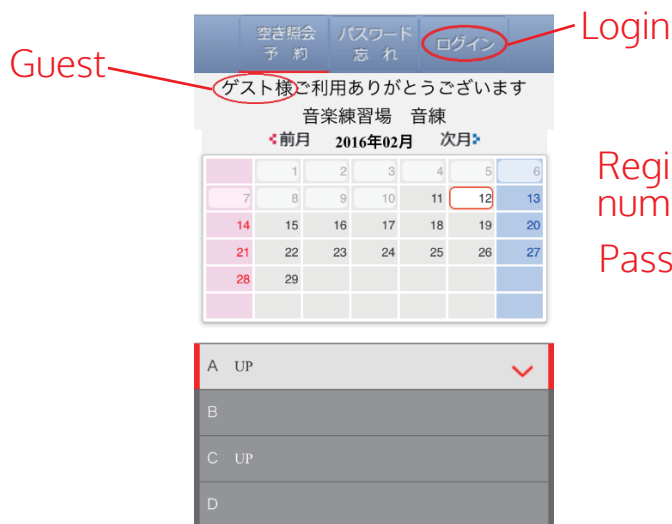 空き照会 予 約
パスワード 忘 れ
ログイン
Login
Guest
ゲスト様ご利用ありがとうございます
音楽練習場 音練
前月 2016年02月 次月
1 2 3 4 5 6
7 8 9 10 11 12 13
14 15 16 17 18 19 20
21 22 23 24 25 26 27
28 29
Regi
num
Pass
A UP
B
C UP
D